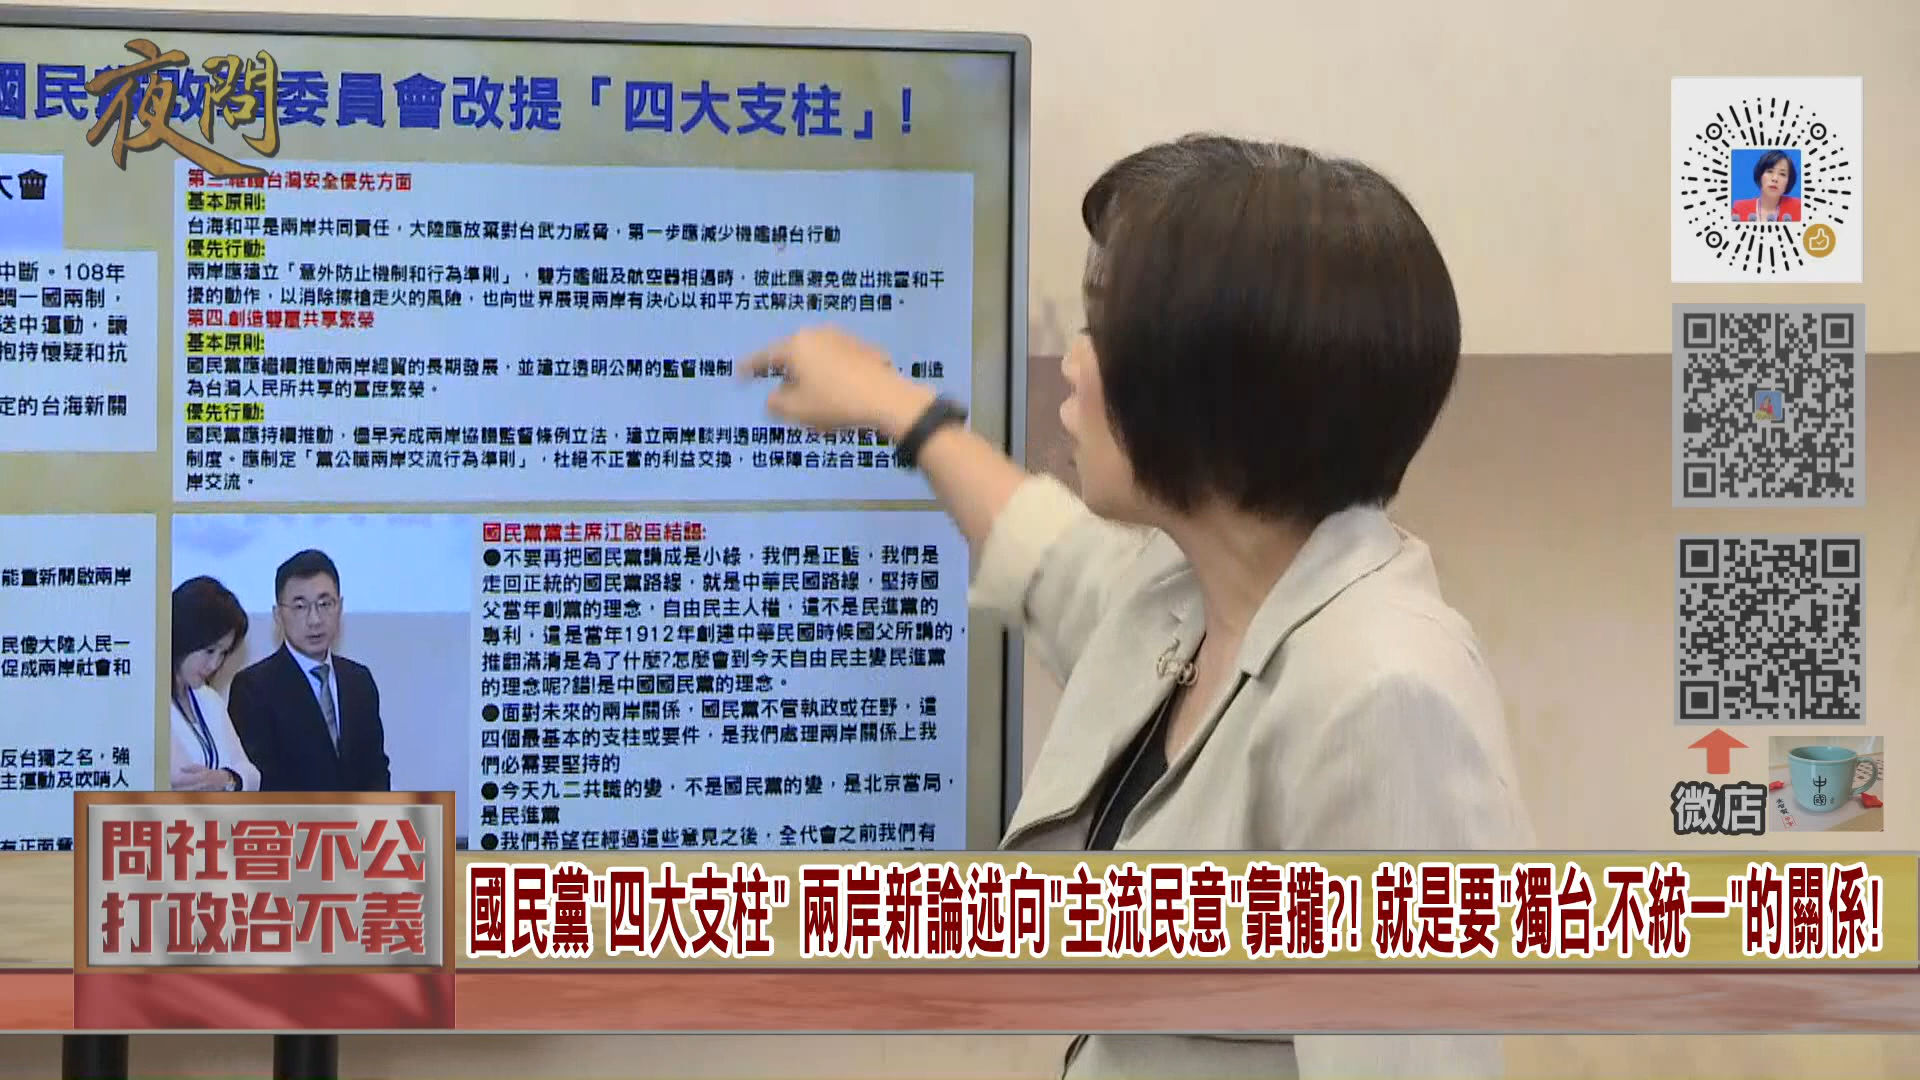 夜問
國民黨改革委員會改提「四大支柱」!
大會
中斷。108年
調一國兩制,
送中運動,讓
抱持懷疑和抗
定的台海新關
能重新開啟兩岸
民像大陸人民一
促成兩岸社會和
反台獨之名,強
主運動及吹哨人
台灣安全優先方面
基本原則:
台海和平是兩岸共同責任,大陸應放棄對台武力威脅,第一步應減少機艦繞台行動
優先行動:
兩岸應建立「意外防止機制和行為準則」,雙方艦艇及航空器相遇時,彼此應避免做出挑釁和干
擾的動作,以消除擦槍走火的風險,也向世界展現兩岸有決心以和平方式解決衝突的自信。
第四.創造雙贏共享繁榮
基本原則:
國民黨應繼續推動兩岸經貿的長期發展,並建立透明公開的監督機制
,創造
為台灣人民所共享的富庶繁榮。
優先行動:
國民黨應持續推動,儘早完成兩岸協議監督條例立法,建立兩岸談判透明開放及有效監督
制度。應制定「黨公職兩岸交流行為準則」,杜絕不正當的利益交換,也保障合法合理合
岸交流。
國民黨黨主席江啟臣結語:
●不要再把國民黨講成是小綠,我們是正藍,我們是
走回正統的國民黨路線,就是中華民國路線,堅持國
父當年創黨的理念,自由民主人權,這不是民進黨的
專利,這是當年1912年創建中華民國時候國父所講的,
推翻滿清是為了什麼?怎麼會到今天自由民主變民進黨
的理念呢?錯!是中國國民黨的理念。
●面對未來的兩岸關係,國民黨不管執政或在野,這
四個最基本的支柱或要件,是我們處理兩岸關係上我
們必需要堅持的
●今天九二共識的變,不是國民黨的變,是北京當局,
是民進黨
●我們希望在經過這些意見之後,全代會之前我們有
微店
中國
問社會不公
打政治不義
國民黨"四大支柱" 兩岸新論述向"主流民意"靠攏?! 就是要"獨台.不統一"的關係!